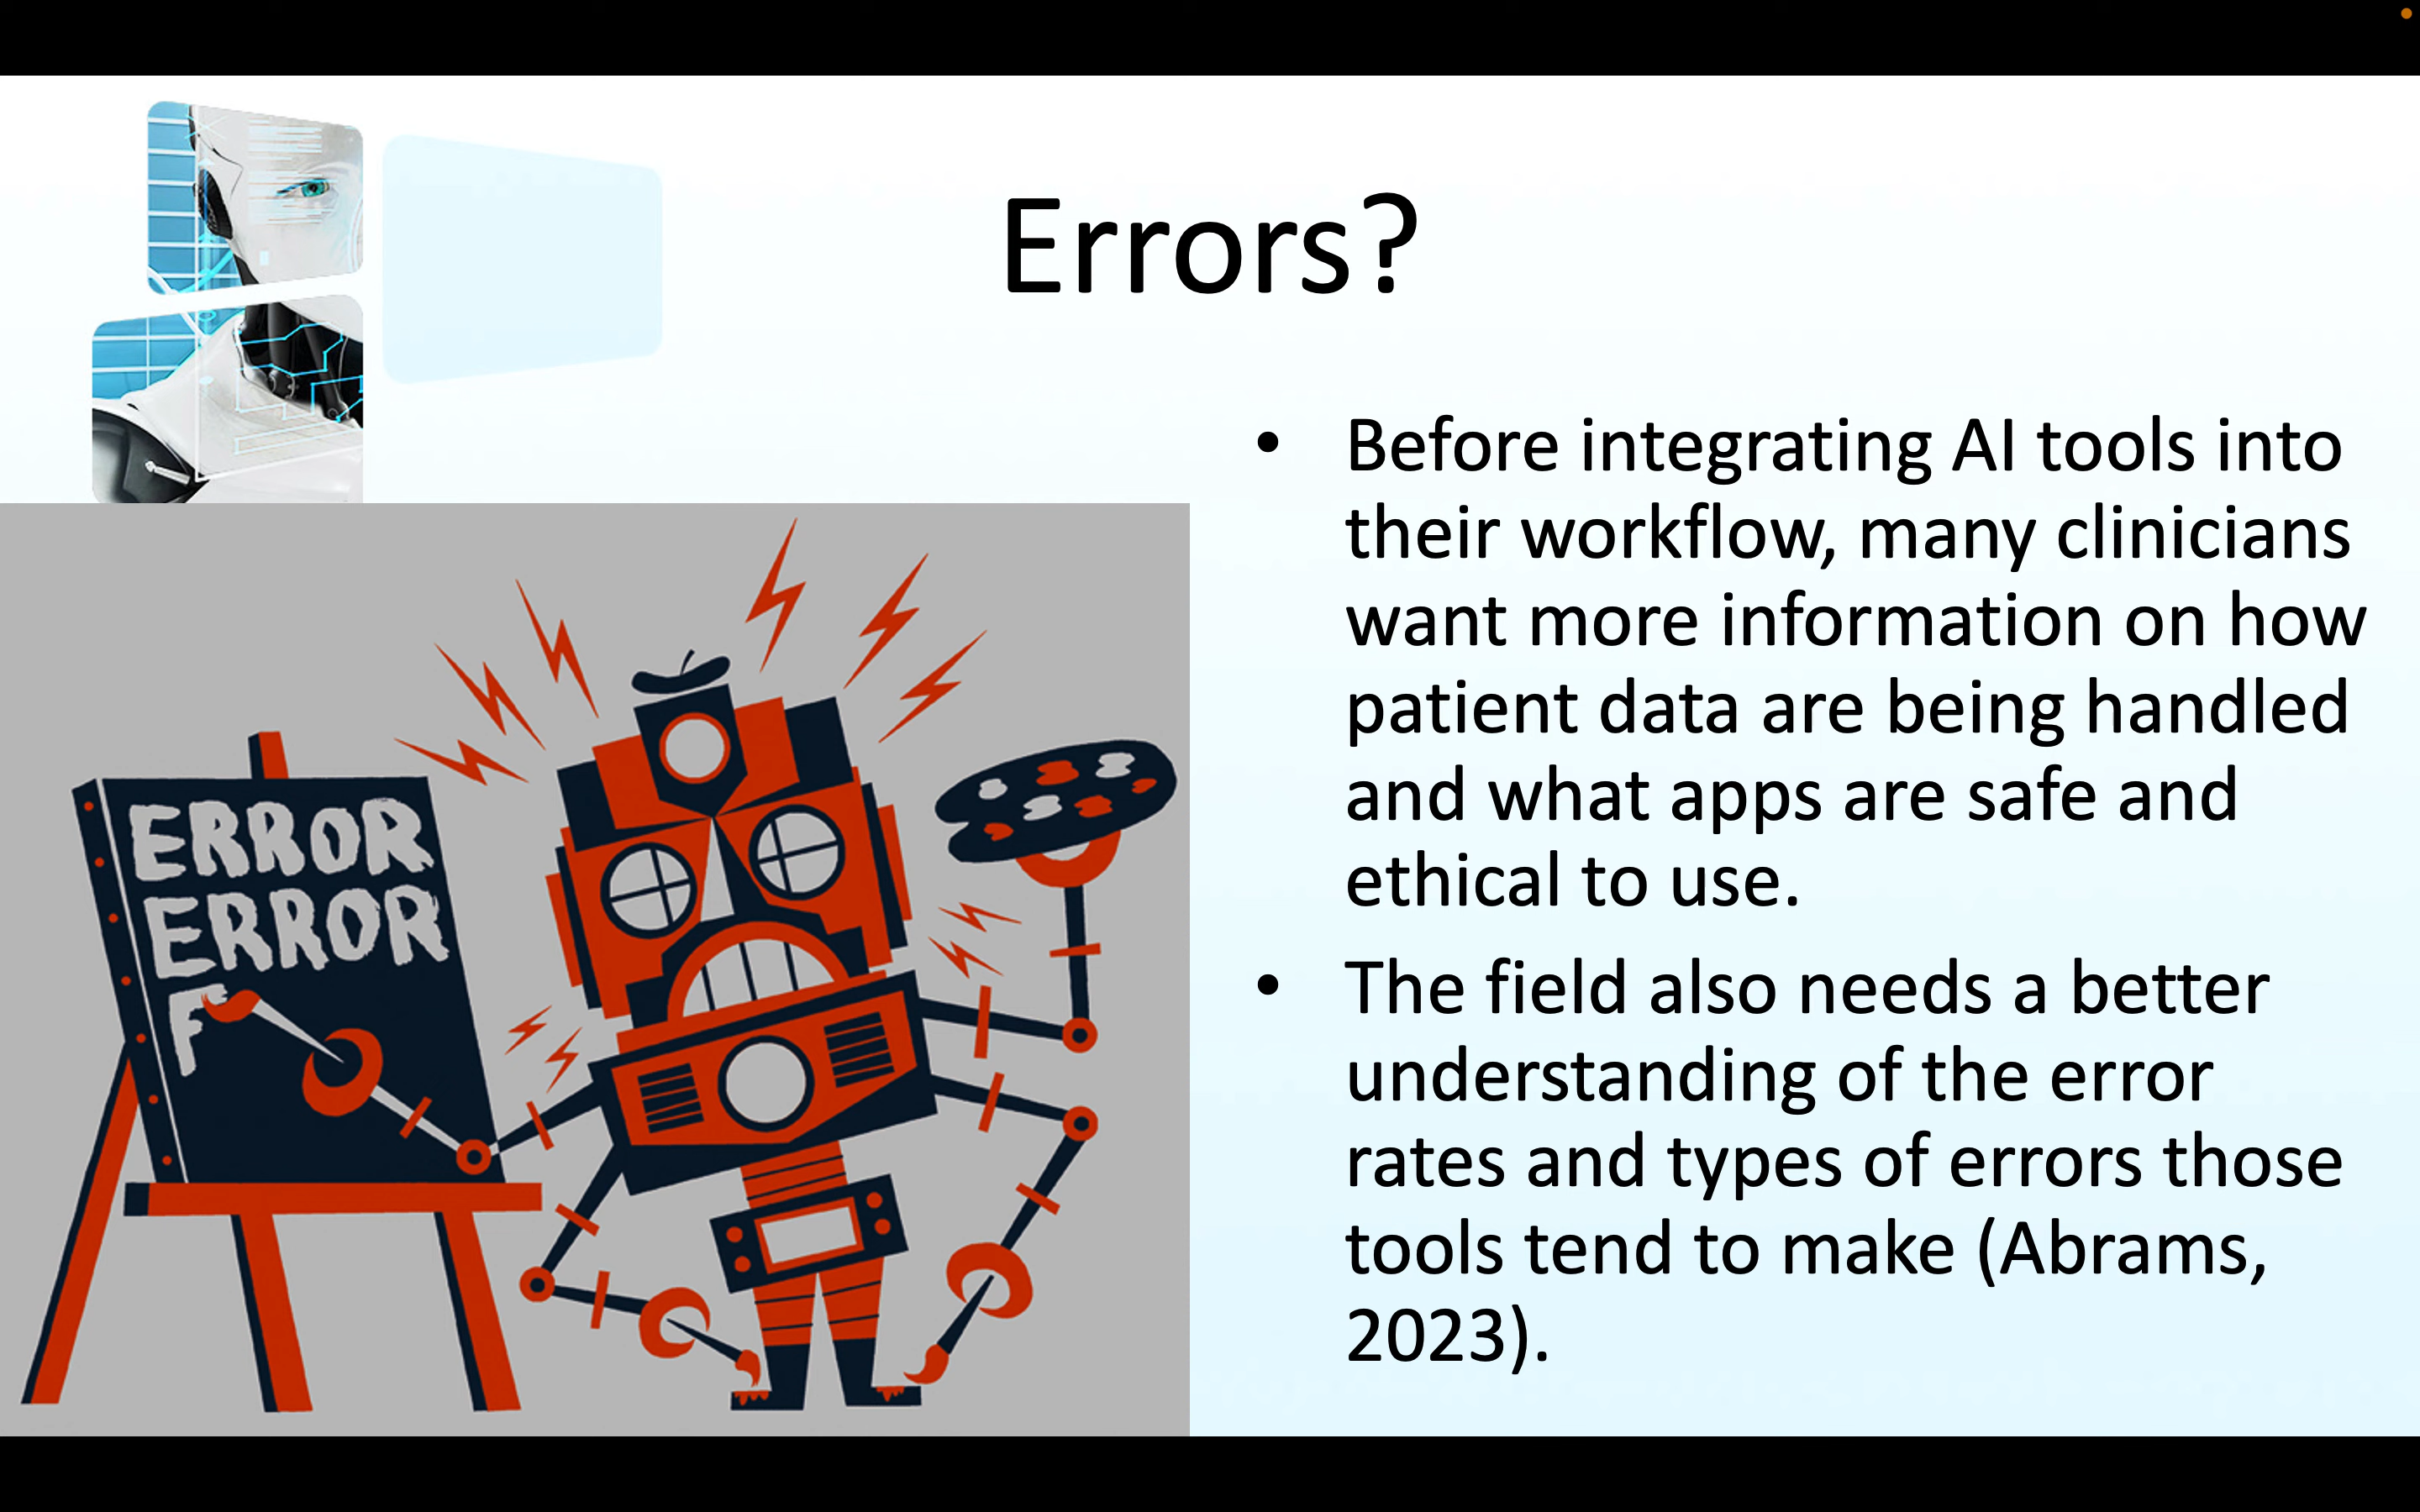 Errors?
• Before integrating AI tools into
their workflow, many clinicians
want more information on how
patient data are being handled
and what apps are safe and
ethical to use.
• The field also needs a better
understanding of the error
rates and types of errors those
tools tend to make (Abrams,
2023).
ERROR
ERROR
F